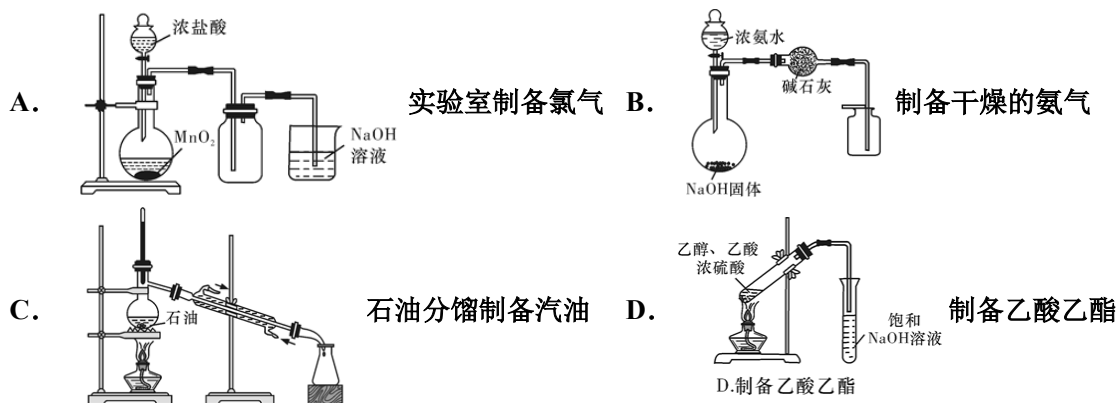 A.
浓盐酸
MnO₂
NaOH
溶液
实验室制备氯气
B.
浓氨水
碱石灰
NaOH固体
制备干燥的氨气
C.
石油
石油分馏制备汽油
D.
乙醇、乙酸
浓硫酸
饱和
NaOH溶液
D.制备乙酸乙酯
制备乙酸乙酯